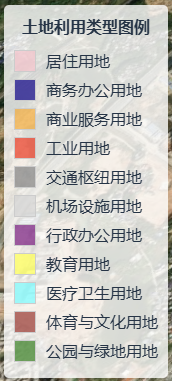 土地利用类型图例
居住用地
商务办公用地
商业服务用地
工业用地
交通枢纽用地
机场设施用地
行政办公用地
教育用地
医疗卫生用地
体育与文化用地
公园与绿地用地